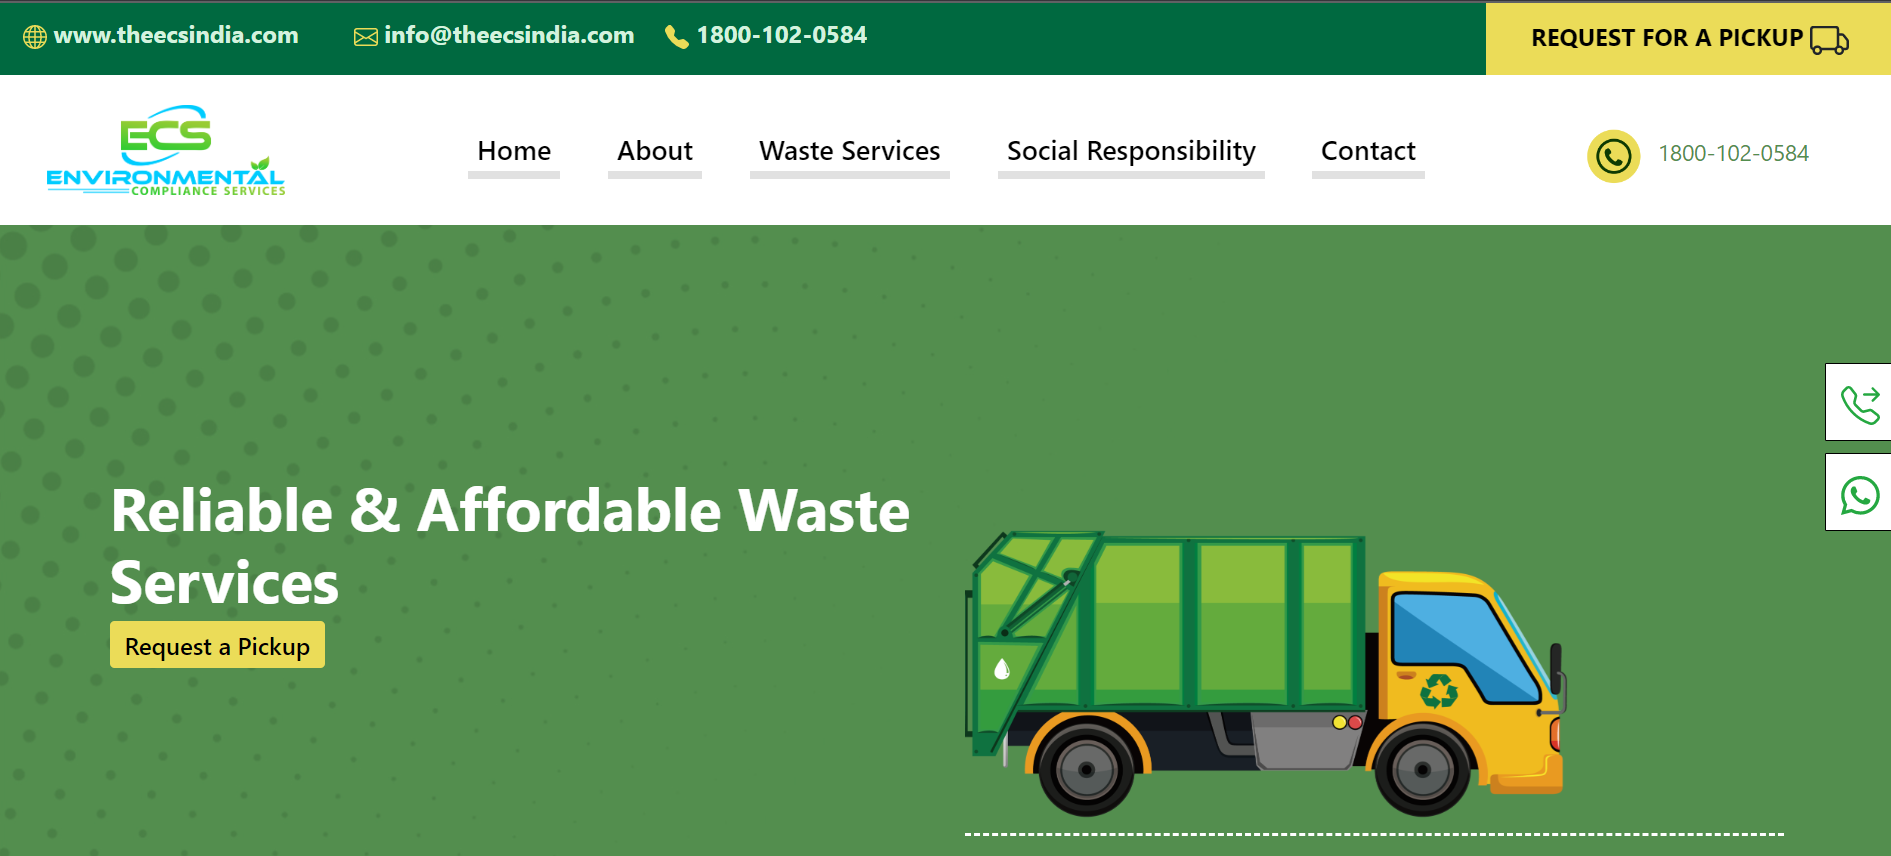 www.theecsindia.com info@theecsindia.com 1800-102-0584 REQUEST FOR A PICKUP
ECS
ENVIRONMENTAL
COMPLIANCE SERVICES
Home About Waste Services Social Responsibility Contact 1800-102-0584
Reliable & Affordable Waste
Services
Request a Pickup